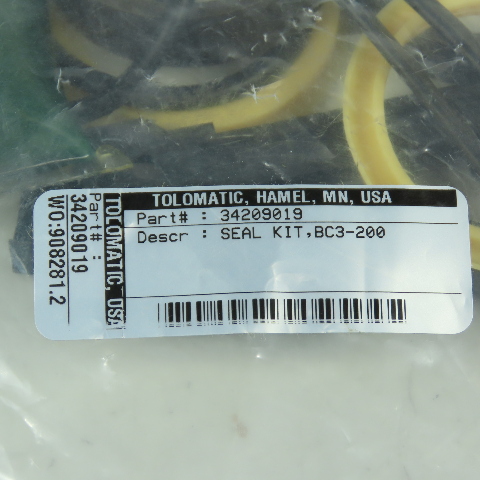 TOLOMATIC, HAMEL, MN, USA
Part# : 34209019
Descr : SEAL KIT,BC3-200
TOLOMATIC, USA
Part# :
34209019
WO:908281.2